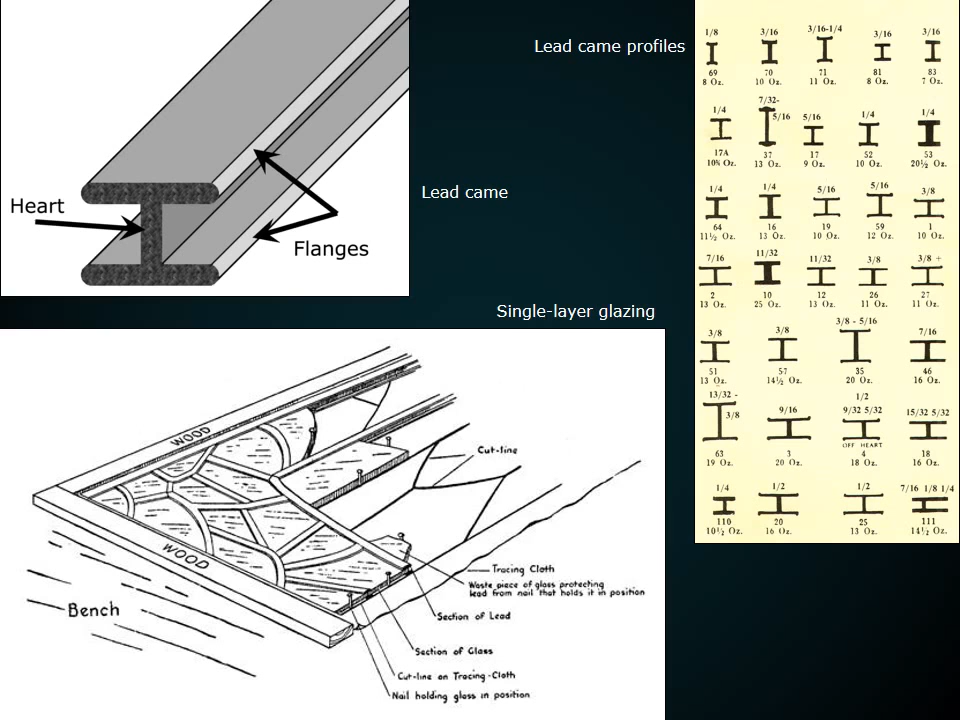 Heart
Flanges
Lead came profiles
Lead came
Single-layer glazing
1/8 3/16 3/16-1/4 3/16 3/16
69 70 71 81 83
8 Oz. 10 Oz. 11 Oz. 8 Oz. 7 Oz.
1/4 7/32- 5/16 5/16 1/4 1/4
17A 37 17 52 53
10¾ Oz. 13 Oz. 9 Oz. 10 Oz. 20½ Oz.
1/4 1/4 5/16 5/16 3/8
64 16 19 59 1
11½ Oz. 13 Oz. 10 Oz. 12 Oz. 10 Oz.
7/16 11/32 11/32 3/8 3/8 +
2 10 12 26 27
13 Oz. 25 Oz. 13 Oz. 11 Oz. 11 Oz.
3/8 3/8 3/8 - 5/16 7/16
51 57 35 46
13 Oz. 14½ Oz. 20 Oz. 16 Oz.
13/32 - 3/8 9/16 1/2 9/32 5/32 15/32 5/32
OFF HEART
63 3 4 18
19 Oz. 20 Oz. 18 Oz. 16 Oz.
1/4 1/2 1/2 7/16 1/8 1/4
110 20 25 111
10½ Oz. 16 Oz. 13 Oz. 14½ Oz.
WOOD
Cut-line
WOOD
Bench
Tracing Cloth
Waste piece of glass protecting
lead from nail that holds it in position
Section of Lead
Section of Glass
Cut-line on Tracing-Cloth
Nail holding glass in position